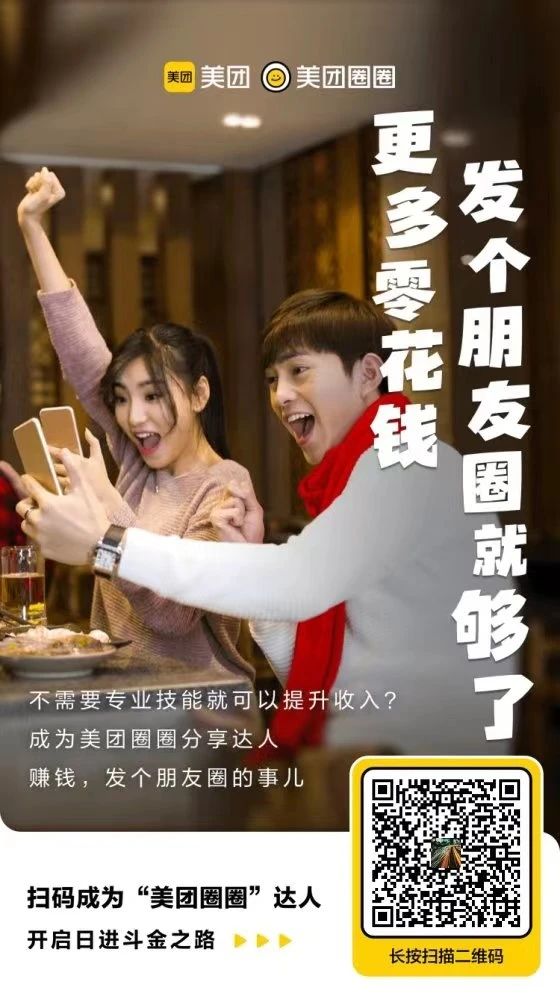 美团 美团 美团圈圈
更多零花钱
发个朋友圈就够了
不需要专业技能就可以提升收入?
成为美团圈圈分享达人
赚钱，发个朋友圈的事儿
扫码成为“美团圈圈”达人
开启日进斗金之路
长按扫描二维码